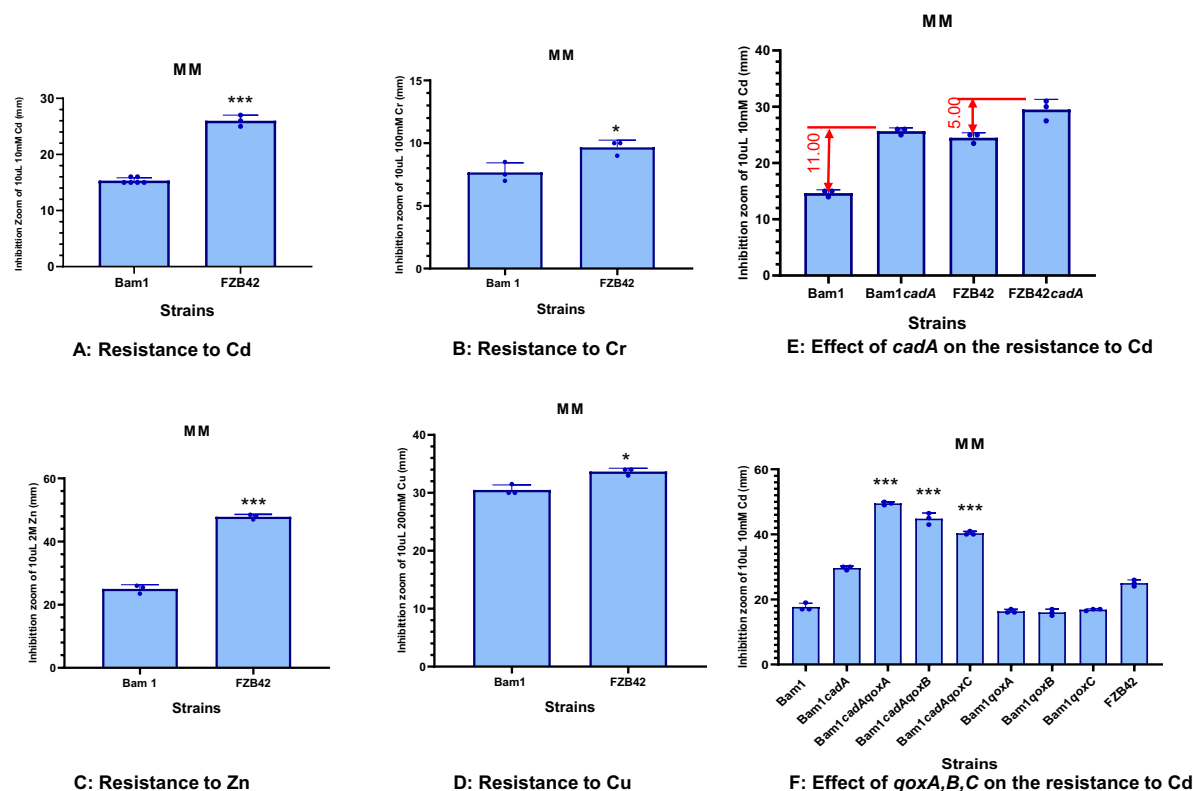 MM
Inhibittion Zoom of 10uL 10mM Cd (mm)
30
20
10
0
***
Bam1
FZB42
Strains
A: Resistance to Cd
MM
Inhibittion zoom of 10uL 100mM Cr (mm)
15
10
5
0
*
Bam 1
FZB42
Strains
B: Resistance to Cr
MM
Inhibittion zoom of 10uL 10mM Cd (mm)
40
30
20
10
0
11.00
5.00
Bam1
Bam1cadA
FZB42
FZB42cadA
Strains
E: Effect of cadA on the resistance to Cd
MM
Inhibittion zoom of 10uL 2M Zn (mm)
60
40
20
0
***
Bam 1
FZB42
Strains
C: Resistance to Zn
MM
Inhibittion zoom of 10uL 200mM Cu (mm)
40
30
20
10
0
*
Bam1
FZB42
Strains
D: Resistance to Cu
MM
Inhibittion zoom of 10uL 10mM Cd (mm)
60
40
20
0
***
***
***
Bam1
Bam1cadA
Bam1cadAqoxA
Bam1cadAqoxB
Bam1cadAqoxC
Bam1qoxA
Bam1qoxB
Bam1qoxC
FZB42
Strains
F: Effect of qoxA,B,C on the resistance to Cd